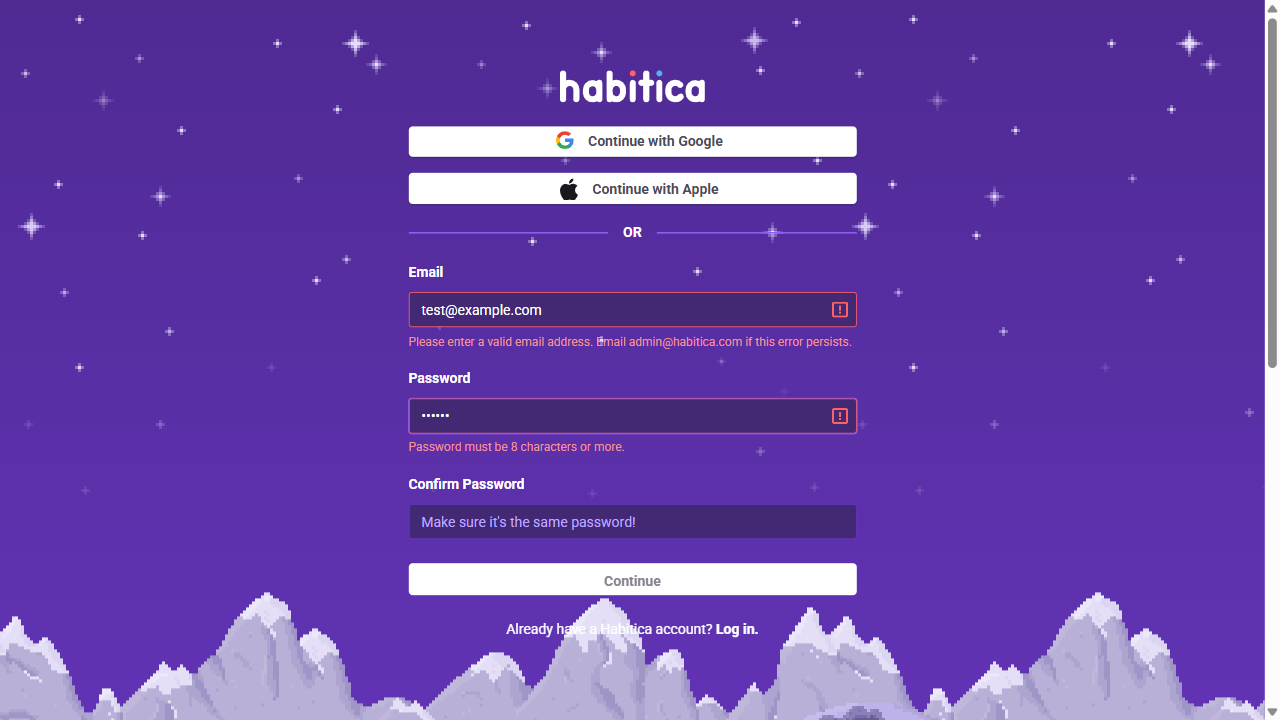 habitica
Continue with Google
Continue with Apple
OR
Email
test@example.com
Please enter a valid email address. Email admin@habitica.com if this error persists.
Password
••••••
Password must be 8 characters or more.
Confirm Password
Make sure it's the same password!
Continue
Already have a Habitica account? Log in.